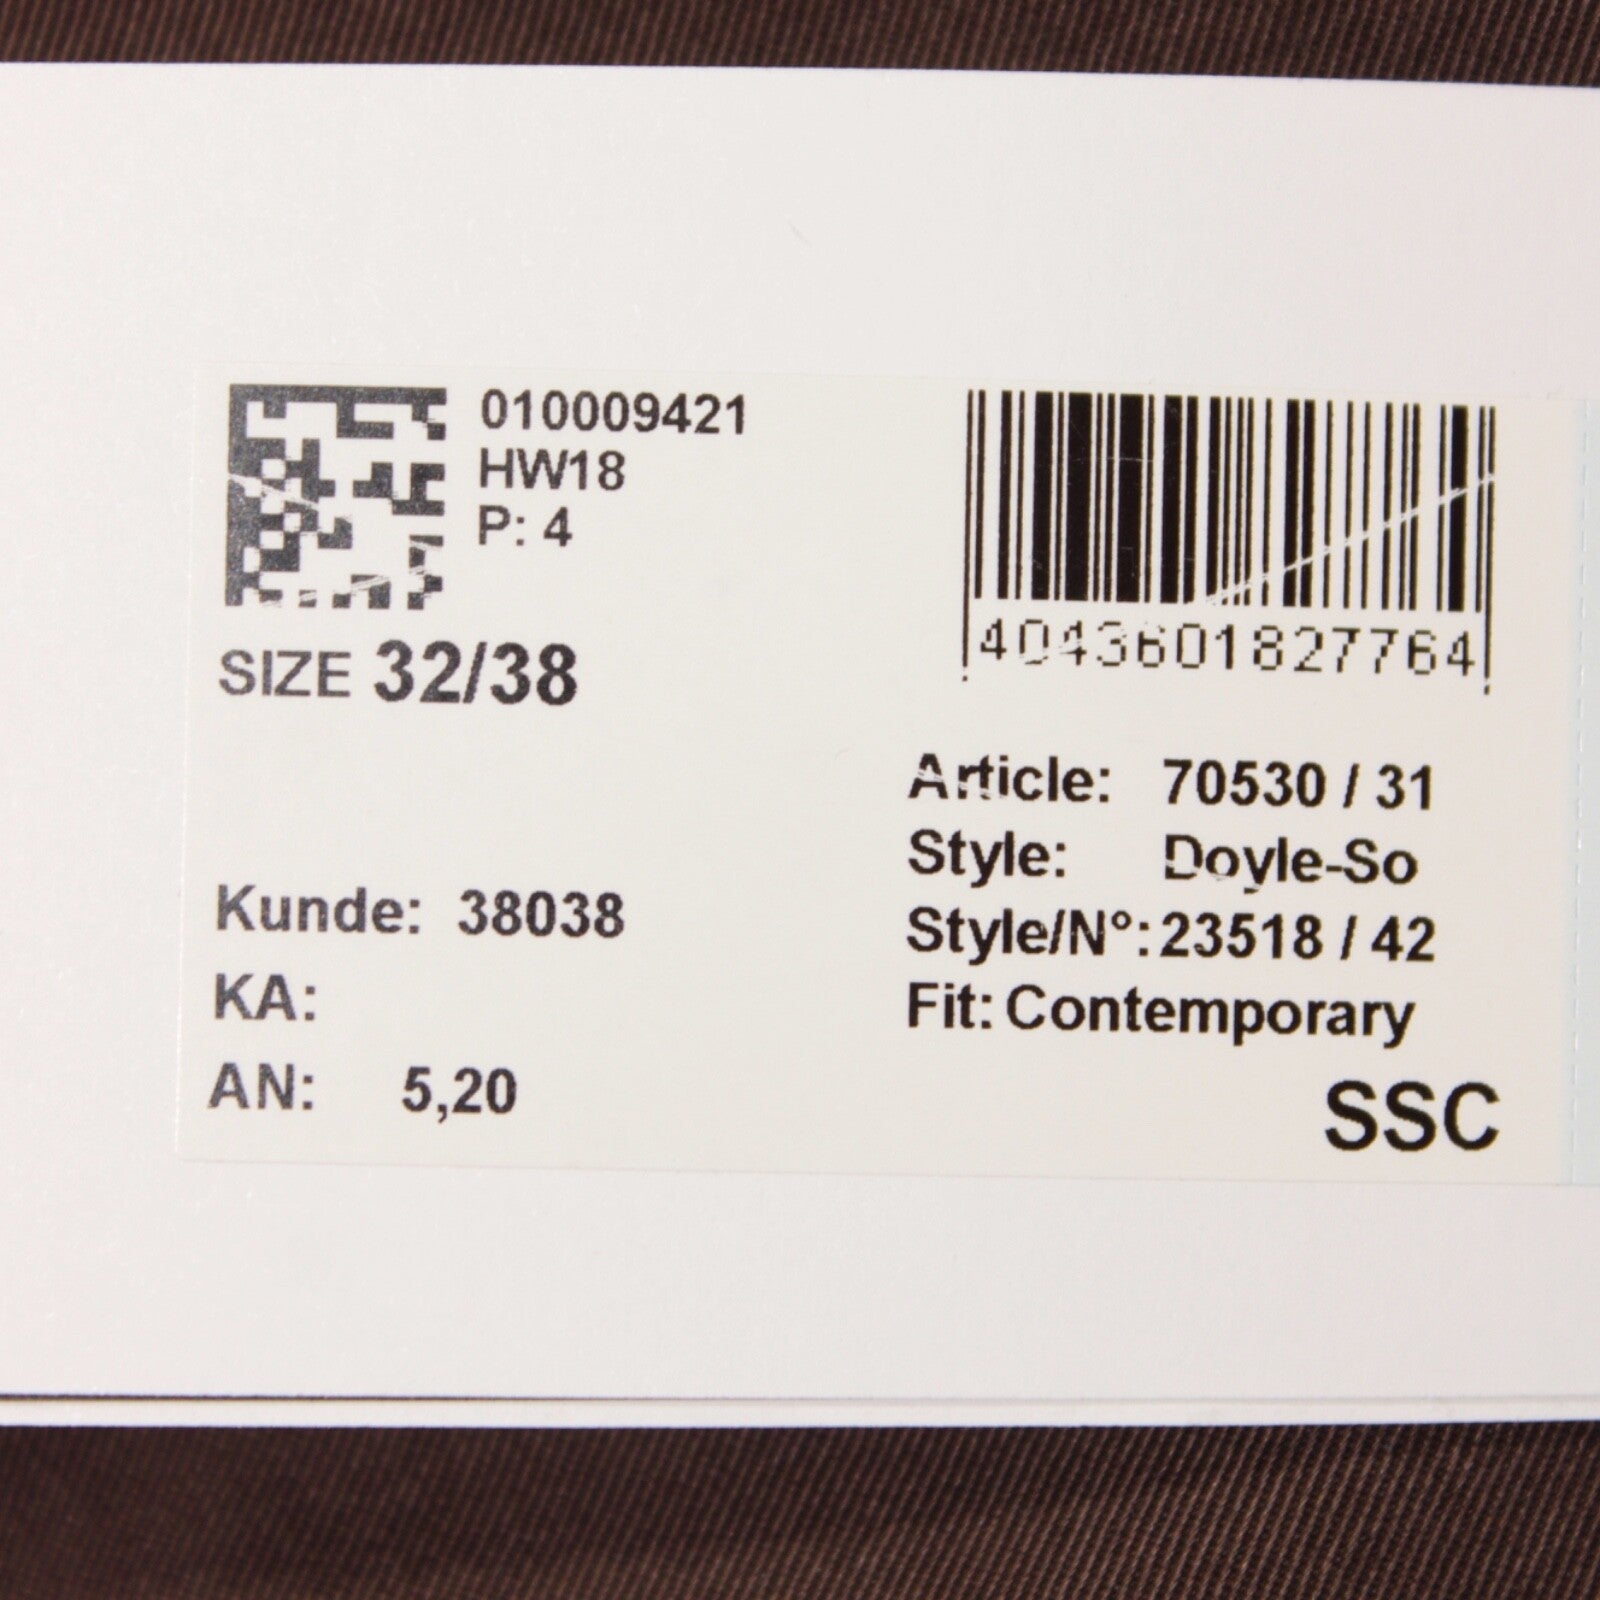 010009421
HW18
P: 4
SIZE 32/38
Kunde: 38038
KA:
AN: 5,20
4043601827764
Article: 70530 / 31
Style: Doyle-So
Style/N°: 23518 / 42
Fit: Contemporary
SSC